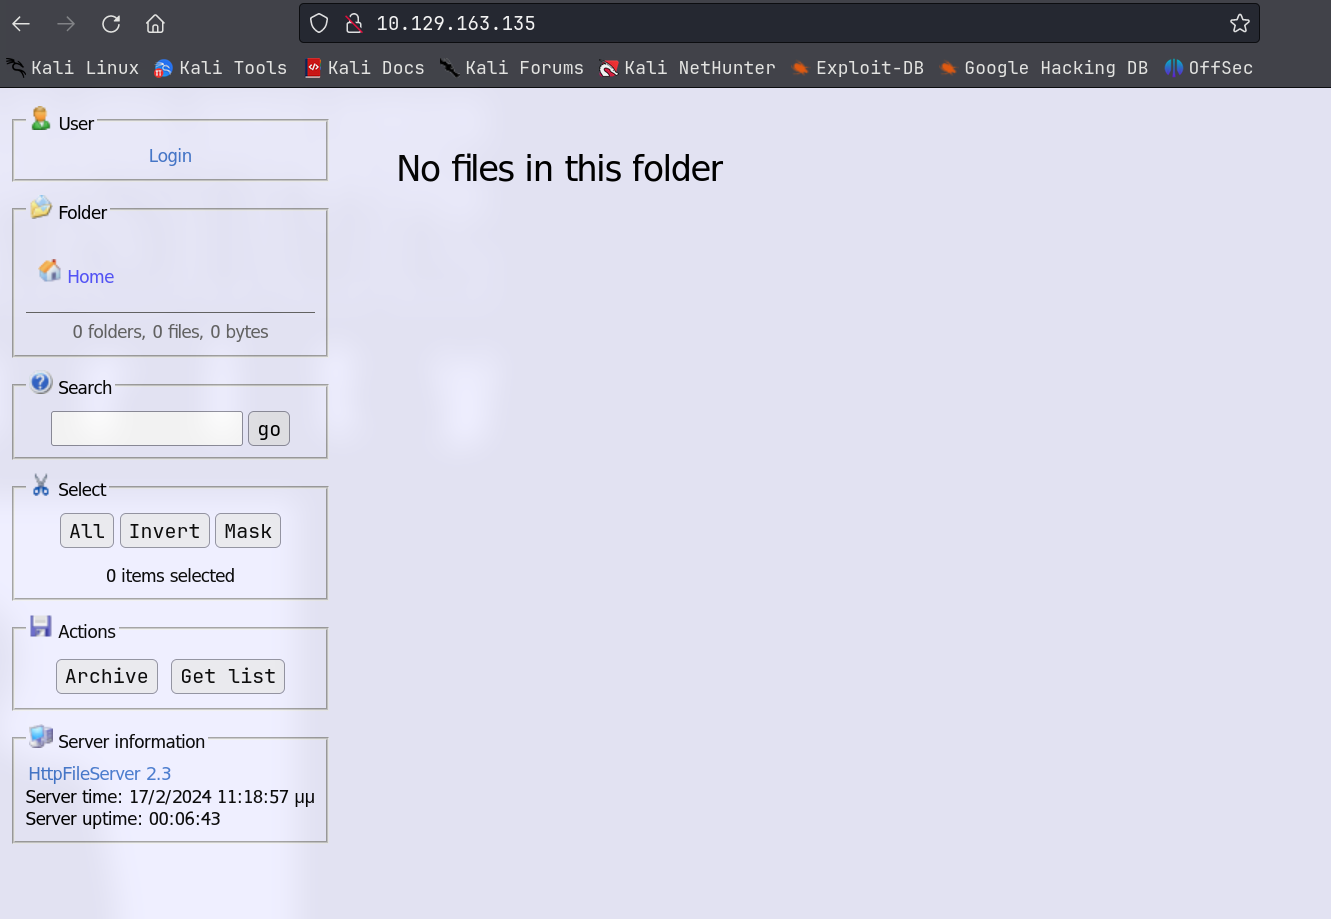 10.129.163.135
Kali Linux Kali Tools Kali Docs Kali Forums Kali NetHunter Exploit-DB Google Hacking DB OffSec
User
Login
No files in this folder
Folder
Home
0 folders, 0 files, 0 bytes
Search
go
Select
All Invert Mask
0 items selected
Actions
Archive Get list
Server information
HttpFileServer 2.3
Server time: 17/2/2024 11:18:57 μμ
Server uptime: 00:06:43